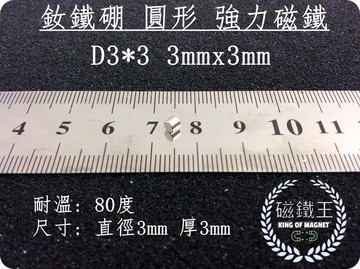 釹鐵硼 圓形 強力磁鐵
D3*3 3mmx3mm
4 5 6 7 8 9 10 11
耐溫: 80度
尺寸: 直徑3mm 厚3mm
磁鐵王
KING OF MAGNET